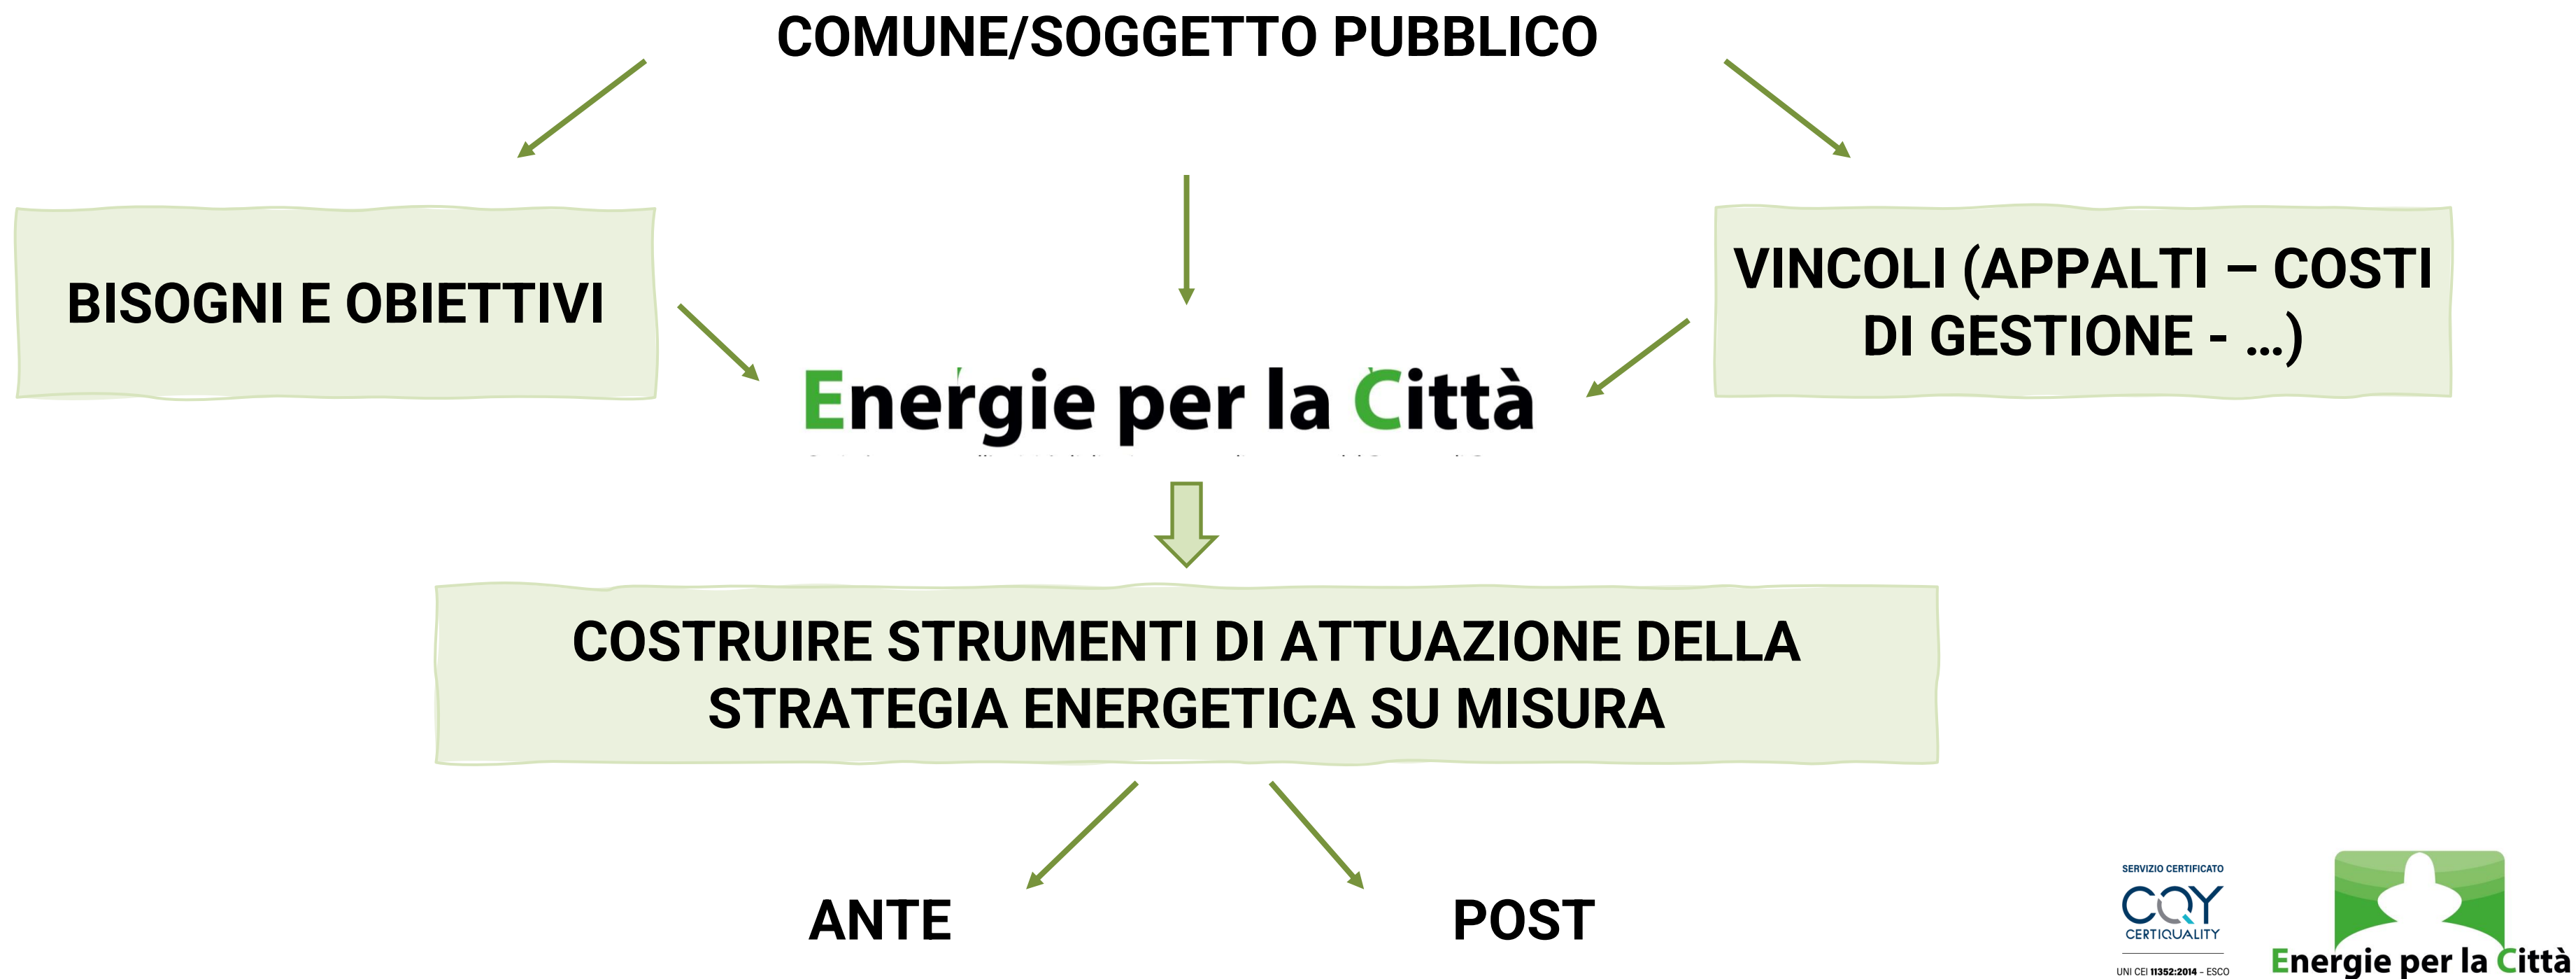 COMUNE/SOGGETTO PUBBLICO
BISOGNI E OBIETTIVI
VINCOLI (APPALTI – COSTI
DI GESTIONE - ...)
Energie per la Città
COSTRUIRE STRUMENTI DI ATTUAZIONE DELLA
STRATEGIA ENERGETICA SU MISURA
ANTE
POST
SERVIZIO CERTIFICATO
CQY
CERTIQUALITY
UNI CEI 11352:2014 – ESCO
Energie per la Città